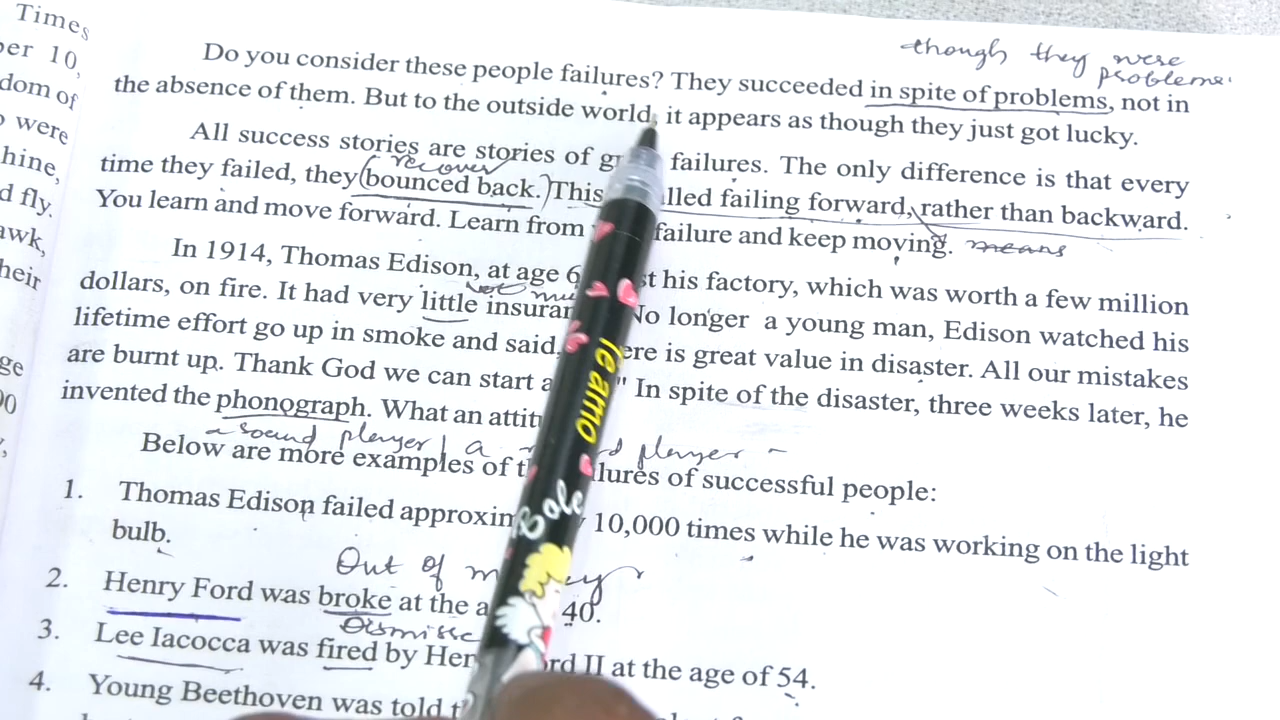 Times
per 10,
dom of
were
hine,
d fly.
awk,
heir
ge
though they were
problems
Do you consider these people failures? They succeeded in spite of problems, not in
the absence of them. But to the outside world, it appears as though they just got lucky.
All success stories are stories of failures. The only difference is that every
recover
time they failed, they (bounced back.) This failing forward, rather than backward.
You learn and move forward. Learn from failure and keep moving. means
In 1914, Thomas Edison, at age 6 his factory, which was worth a few million
not
dollars, on fire. It had very little No longer a young man, Edison watched his
lifetime effort go up in smoke and said, is great value in disaster. All our mistakes
are burnt up. Thank God we can start a " In spite of the disaster, three weeks later, he
invented the phonograph. What an
a sound player / a player
Below are more examples of failures of successful people:
1. Thomas Edison failed 10,000 times while he was working on the light
bulb.
Out of
2. Henry Ford was broke at the 40.
3. Lee Iacocca was fired by II at the age of 54.
4. Young Beethoven was told
Te amo